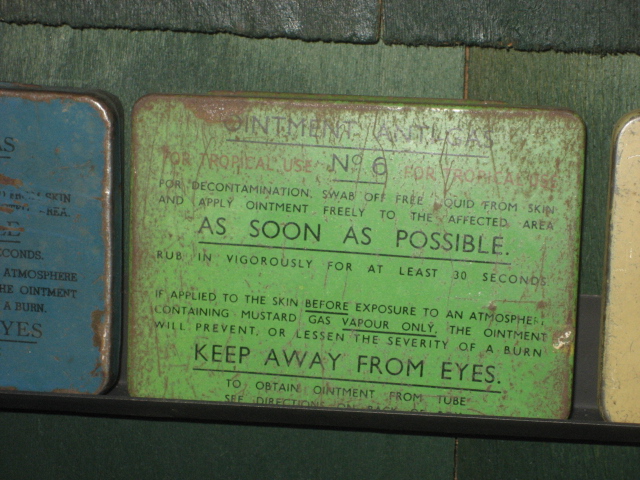 AS
SKIN
AREA.
SECONDS.
ATMOSPHERE
THE OINTMENT
A BURN.
EYES
OINTMENT ANTI-GAS
FOR TROPICAL USE Nº 6 FOR TROPICAL USE
FOR DECONTAMINATION, SWAB OFF FREE LIQUID FROM SKIN
AND APPLY OINTMENT FREELY TO THE AFFECTED AREA
AS SOON AS POSSIBLE.
RUB IN VIGOROUSLY FOR AT LEAST 30 SECONDS
IF APPLIED TO THE SKIN BEFORE EXPOSURE TO AN ATMOSPHERE
CONTAINING MUSTARD GAS VAPOUR ONLY, THE OINTMENT
WILL PREVENT, OR LESSEN THE SEVERITY OF A BURN
KEEP AWAY FROM EYES.
TO OBTAIN OINTMENT FROM TUBE
SEE DIRECTIONS ON BACK OF